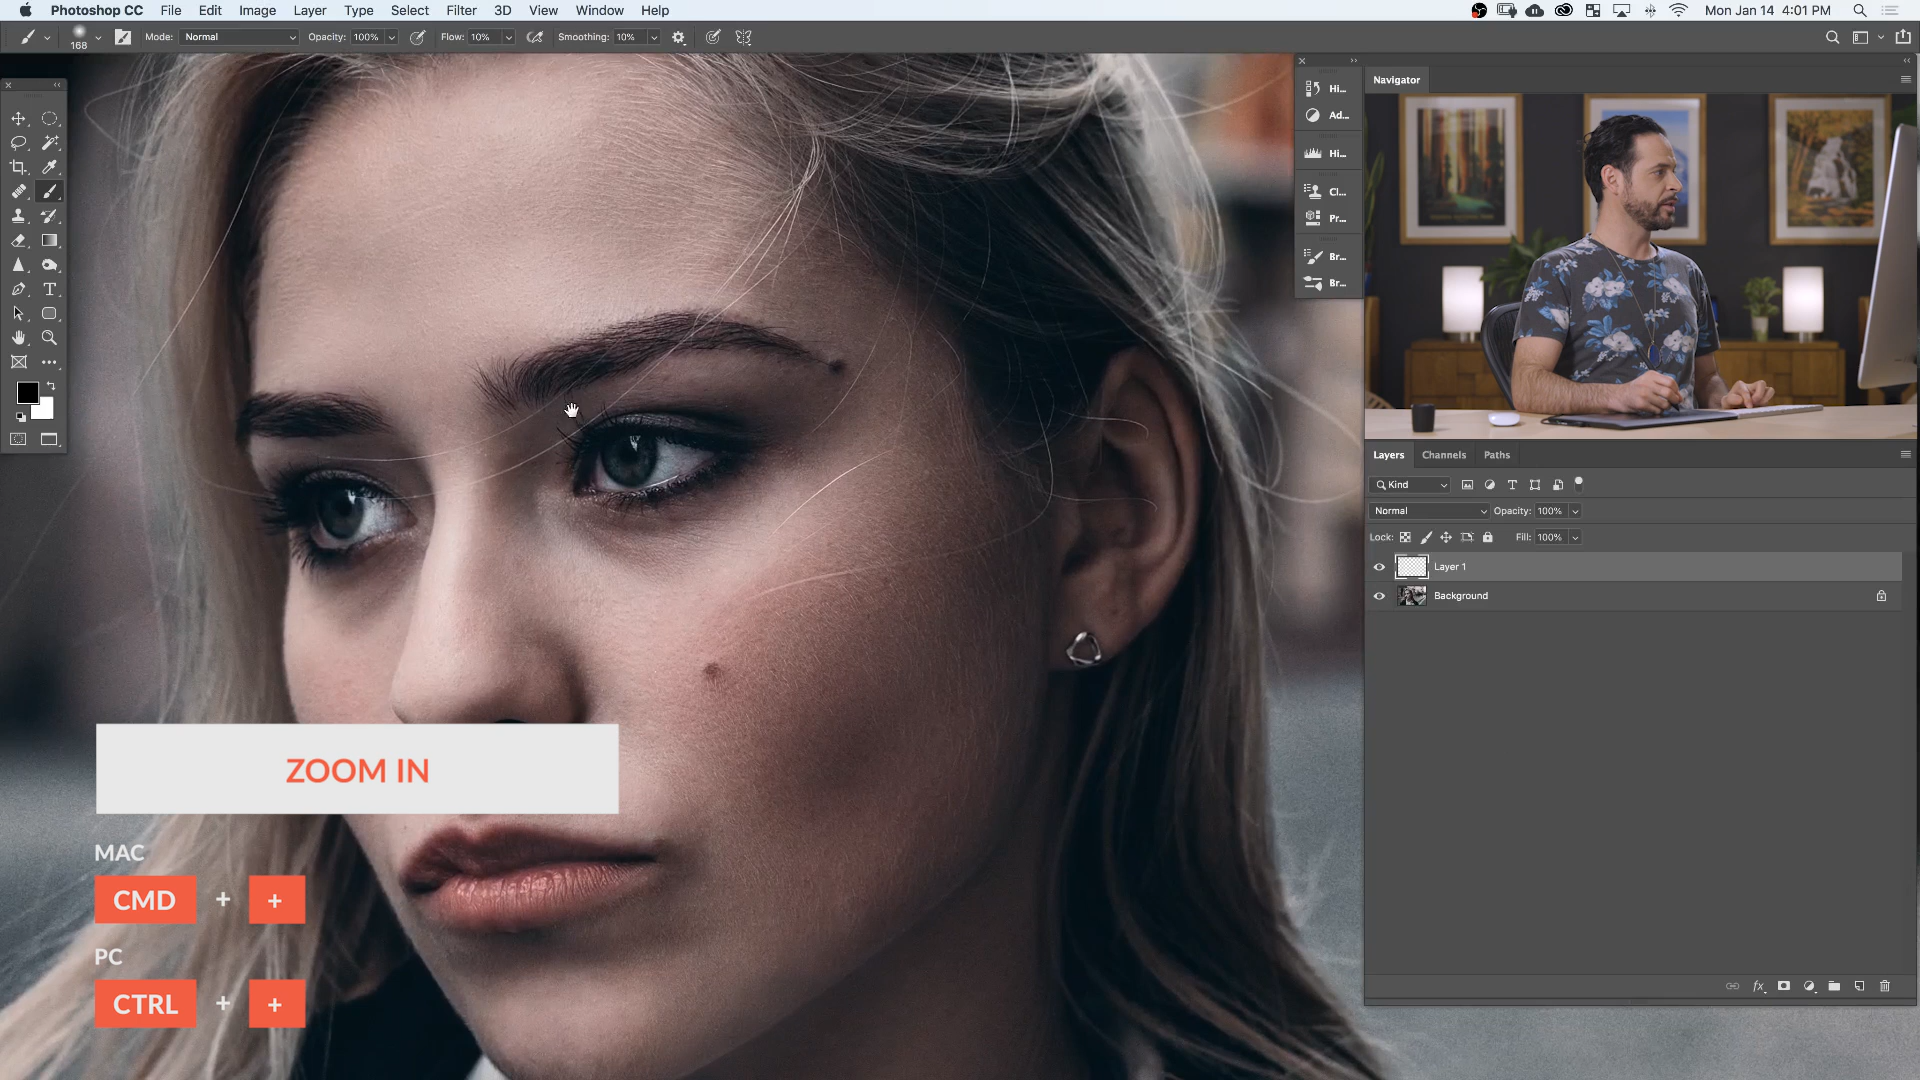 Photoshop CC File Edit Image Layer Type Select Filter 3D View Window Help Mon Jan 14 4:01 PM
168 Mode: Normal Opacity: 100% Flow: 10% Smoothing: 10%
Navigator
Hi...
Ad...
Hi...
Cl...
Pr...
Br...
Br...
T
Layers Channels Paths
Kind
T
Normal Opacity: 100%
Lock: Fill: 100%
Layer 1
Background
fx
ZOOM IN
MAC
CMD + +
PC
CTRL + +